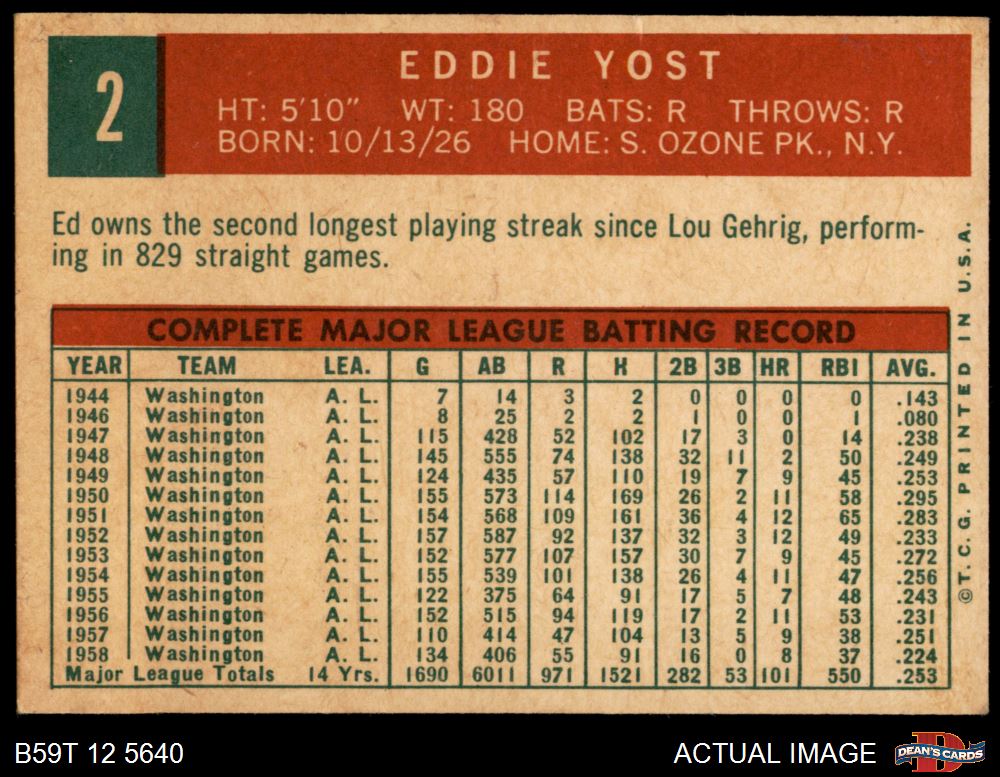 2
EDDIE YOST
HT: 5'10" WT: 180 BATS: R THROWS: R
BORN: 10/13/26 HOME: S. OZONE PK., N.Y.
Ed owns the second longest playing streak since Lou Gehrig, perform-
ing in 829 straight games.
COMPLETE MAJOR LEAGUE BATTING RECORD
YEAR TEAM LEA. G AB R H 2B 3B HR RBI AVG.
1944 Washington A. L. 7 14 3 2 0 0 0 0 .143
1946 Washington A. L. 8 25 2 2 1 0 0 1 .080
1947 Washington A. L. 115 428 52 102 17 3 0 14 .238
1948 Washington A. L. 145 555 74 138 32 11 2 50 .249
1949 Washington A. L. 124 435 57 110 19 7 9 45 .253
1950 Washington A. L. 155 573 114 169 26 2 11 58 .295
1951 Washington A. L. 154 568 109 161 36 4 12 65 .283
1952 Washington A. L. 157 587 92 137 32 3 12 49 .233
1953 Washington A. L. 152 577 107 157 30 7 9 45 .272
1954 Washington A. L. 155 539 101 138 26 4 11 47 .256
1955 Washington A. L. 122 375 64 91 17 5 7 48 .243
1956 Washington A. L. 152 515 94 119 17 2 11 53 .231
1957 Washington A. L. 110 414 47 104 13 5 9 38 .251
1958 Washington A. L. 134 406 55 91 16 0 8 37 .224
Major League Totals 14 Yrs. 1690 6011 971 1521 282 53 101 550 .253
©T. C. G. PRINTED IN U.S.A.
B59T 12 5640
ACTUAL IMAGE
D
DEAN'S CARDS